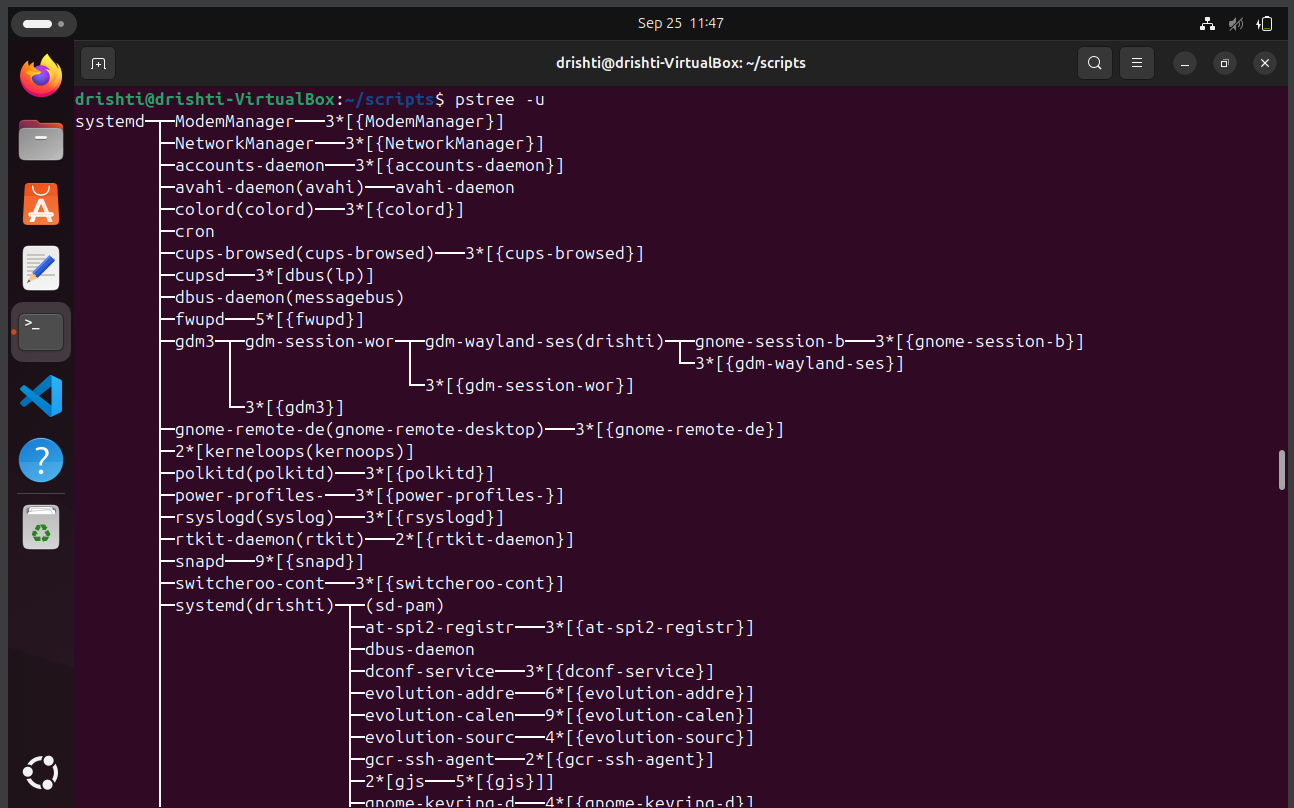 Sep 25 11:47
drishti@drishti-VirtualBox: ~/scripts
drishti@drishti-VirtualBox:~/scripts$ pstree -u
systemd─┬─ModemManager───3*[{ModemManager}]
├─NetworkManager───3*[{NetworkManager}]
├─accounts-daemon───3*[{accounts-daemon}]
├─avahi-daemon(avahi)───avahi-daemon
├─colord(colord)───3*[{colord}]
├─cron
├─cups-browsed(cups-browsed)───3*[{cups-browsed}]
├─cupsd───3*[dbus(lp)]
├─dbus-daemon(messagebus)
├─fwupd───5*[{fwupd}]
├─gdm3─┬─gdm-session-wor─┬─gdm-wayland-ses(drishti)─┬─gnome-session-b───3*[{gnome-session-b}]
└─3*[{gdm-wayland-ses}]
└─3*[{gdm-session-wor}]
└─3*[{gdm3}]
├─gnome-remote-de(gnome-remote-desktop)───3*[{gnome-remote-de}]
├─2*[kerneloops(kernoops)]
├─polkitd(polkitd)───3*[{polkitd}]
├─power-profiles-───3*[{power-profiles-}]
├─rsyslogd(syslog)───3*[{rsyslogd}]
├─rtkit-daemon(rtkit)───2*[{rtkit-daemon}]
├─snapd───9*[{snapd}]
├─switcheroo-cont───3*[{switcheroo-cont}]
├─systemd(drishti)─┬─(sd-pam)
├─at-spi2-registr───3*[{at-spi2-registr}]
├─dbus-daemon
├─dconf-service───3*[{dconf-service}]
├─evolution-addre───6*[{evolution-addre}]
├─evolution-calen───9*[{evolution-calen}]
├─evolution-sourc───4*[{evolution-sourc}]
├─gcr-ssh-agent───2*[{gcr-ssh-agent}]
├─2*[gjs───5*[{gjs}]]
├─gnome-keyring-d───4*[{gnome-keyring-d}]